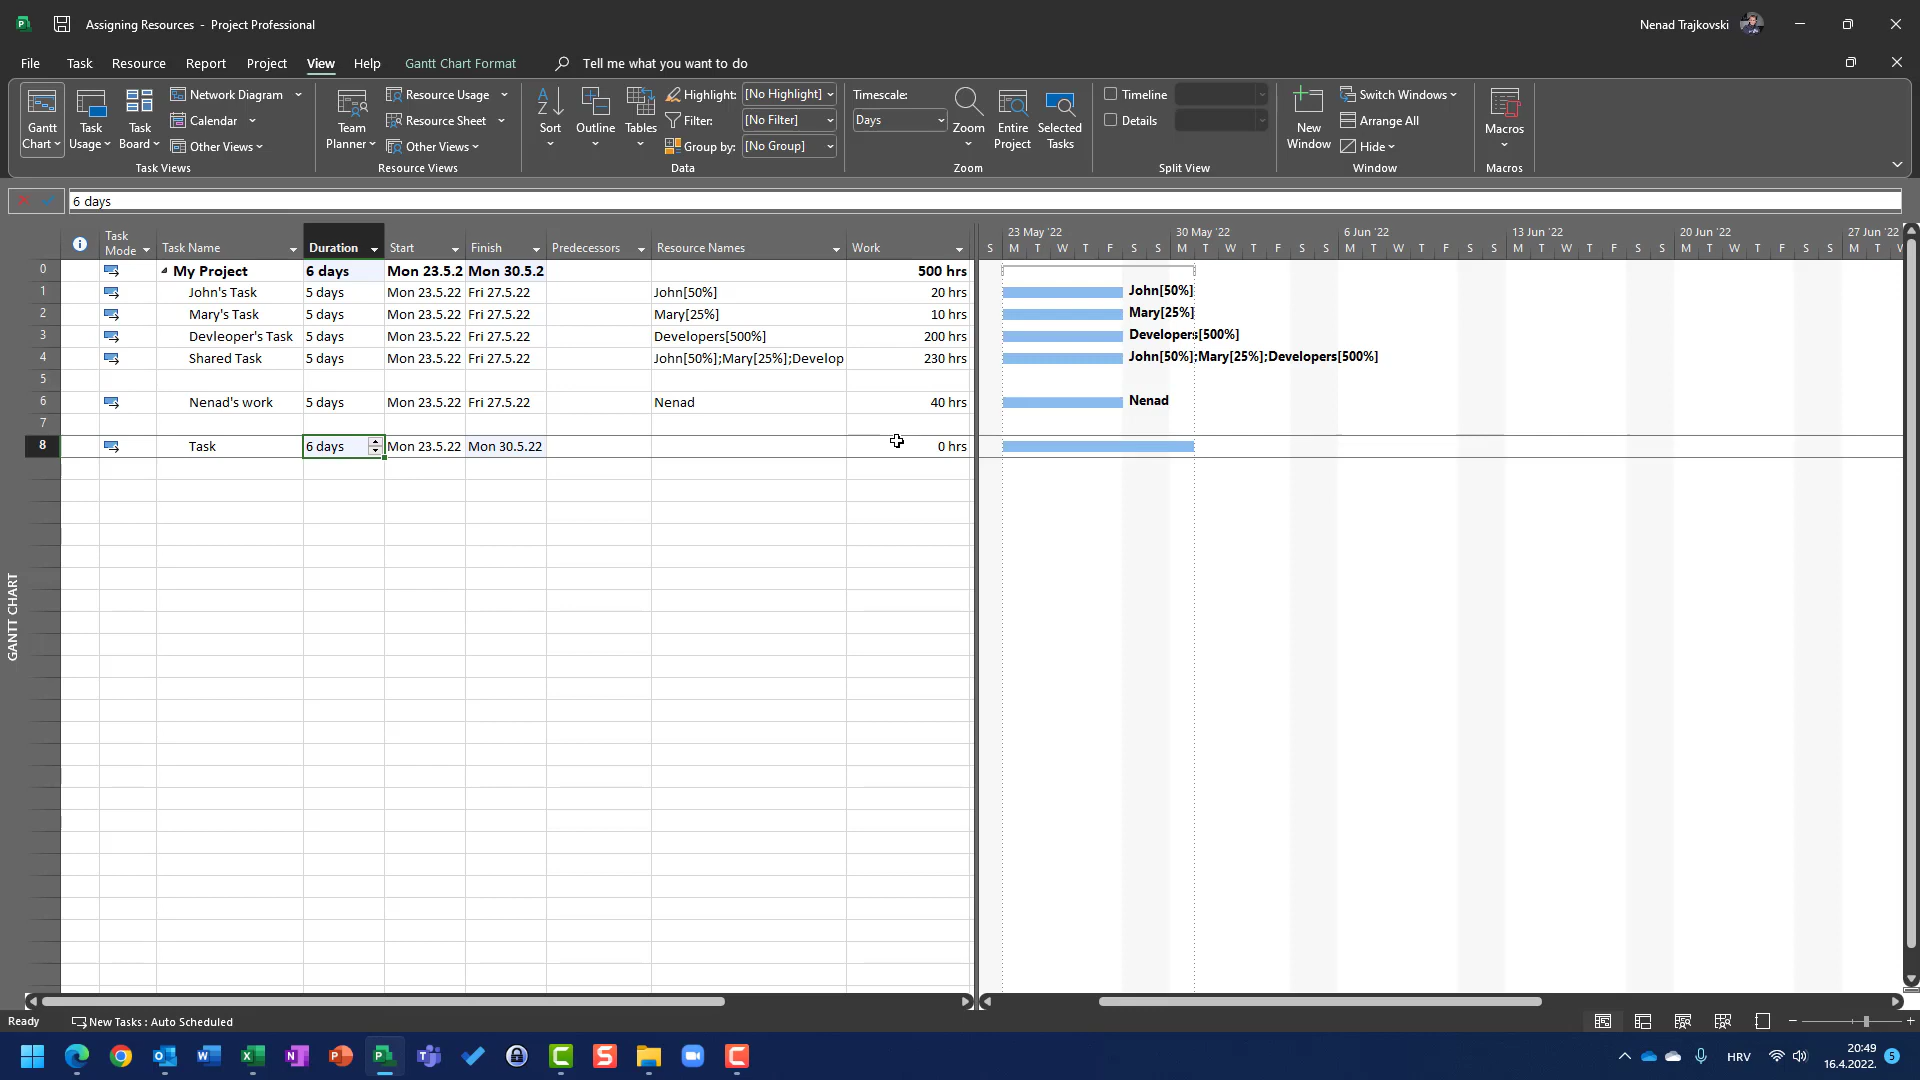 Assigning Resources - Project Professional
Nenad Trajkovski
File Task Resource Report Project View Help Gantt Chart Format Tell me what you want to do
Gantt Chart
Task Usage
Task Board
Network Diagram
Calendar
Other Views
Task Views
Team Planner
Resource Usage
Resource Sheet
Other Views
Resource Views
Sort
Outline
Tables
Highlight: [No Highlight]
Filter: [No Filter]
Group by: [No Group]
Data
Timescale:
Days
Zoom
Entire Project
Selected Tasks
Zoom
Timeline
Details
Split View
New Window
Switch Windows
Arrange All
Hide
Window
Macros
Macros
6 days
Task Mode Task Name Duration Start Finish Predecessors Resource Names Work
23 May '22 30 May '22 6 Jun '22 13 Jun '22 20 Jun '22 27 Jun '22
S M T W T F S S M T W T F S S M T W T F S S M T W T F S S M T W T F S S M T W
0 My Project 6 days Mon 23.5.2 Mon 30.5.2 500 hrs
1 John's Task 5 days Mon 23.5.22 Fri 27.5.22 John[50%] 20 hrs John[50%]
2 Mary's Task 5 days Mon 23.5.22 Fri 27.5.22 Mary[25%] 10 hrs Mary[25%]
3 Devleoper's Task 5 days Mon 23.5.22 Fri 27.5.22 Developers[500%] 200 hrs Developers[500%]
4 Shared Task 5 days Mon 23.5.22 Fri 27.5.22 John[50%];Mary[25%];Develop 230 hrs John[50%];Mary[25%];Developers[500%]
5
6 Nenad's work 5 days Mon 23.5.22 Fri 27.5.22 Nenad 40 hrs Nenad
7
8 Task 6 days Mon 23.5.22 Mon 30.5.22 0 hrs
GANTT CHART
Ready New Tasks : Auto Scheduled
HRV
20:49
16.4.2022.
5